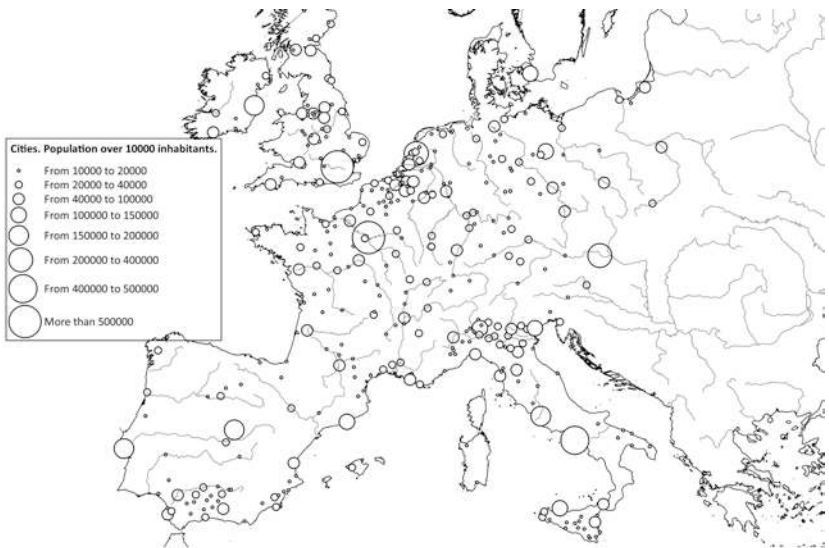 Cities. Population over 10000 inhabitants.
From 10000 to 20000
From 20000 to 40000
From 40000 to 100000
From 100000 to 150000
From 150000 to 200000
From 200000 to 400000
From 400000 to 500000
More than 500000